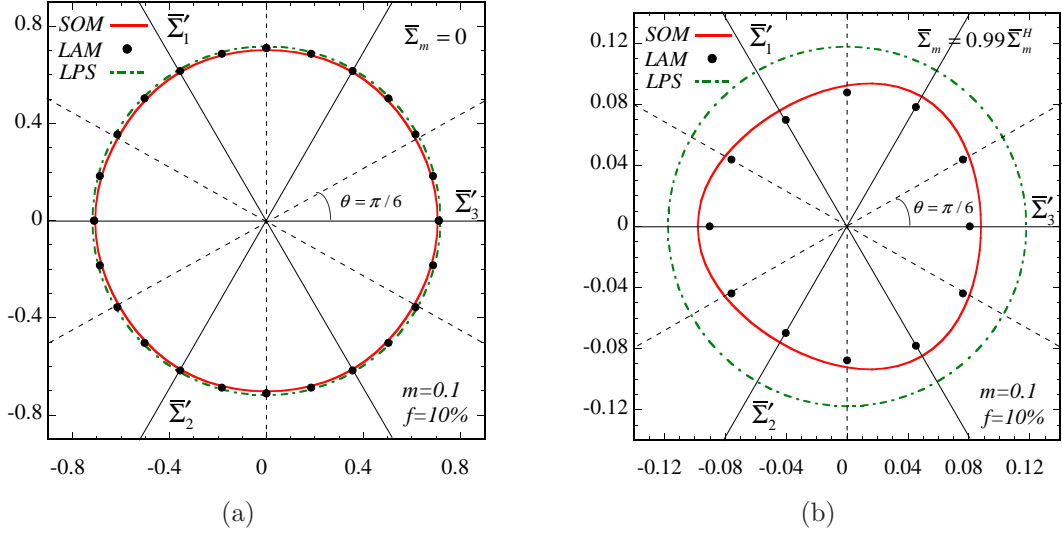 SOM
LAM
LPS
Σ̅′₁
Σ̅ₘ = 0
0.8
0.4
0
-0.4
-0.8
θ = π / 6
Σ̅′₃
Σ̅′₂
m=0.1
f=10%
-0.8 -0.4 0 0.4 0.8
(a)
SOM
LAM
LPS
Σ̅′₁
Σ̅ₘ = 0.99 Σ̅ₘᴴ
0.12
0.08
0.04
0
-0.04
-0.08
-0.12
θ = π / 6
Σ̅′₃
Σ̅′₂
m=0.1
f=10%
-0.12 -0.08 -0.04 0 0.04 0.08 0.12
(b)